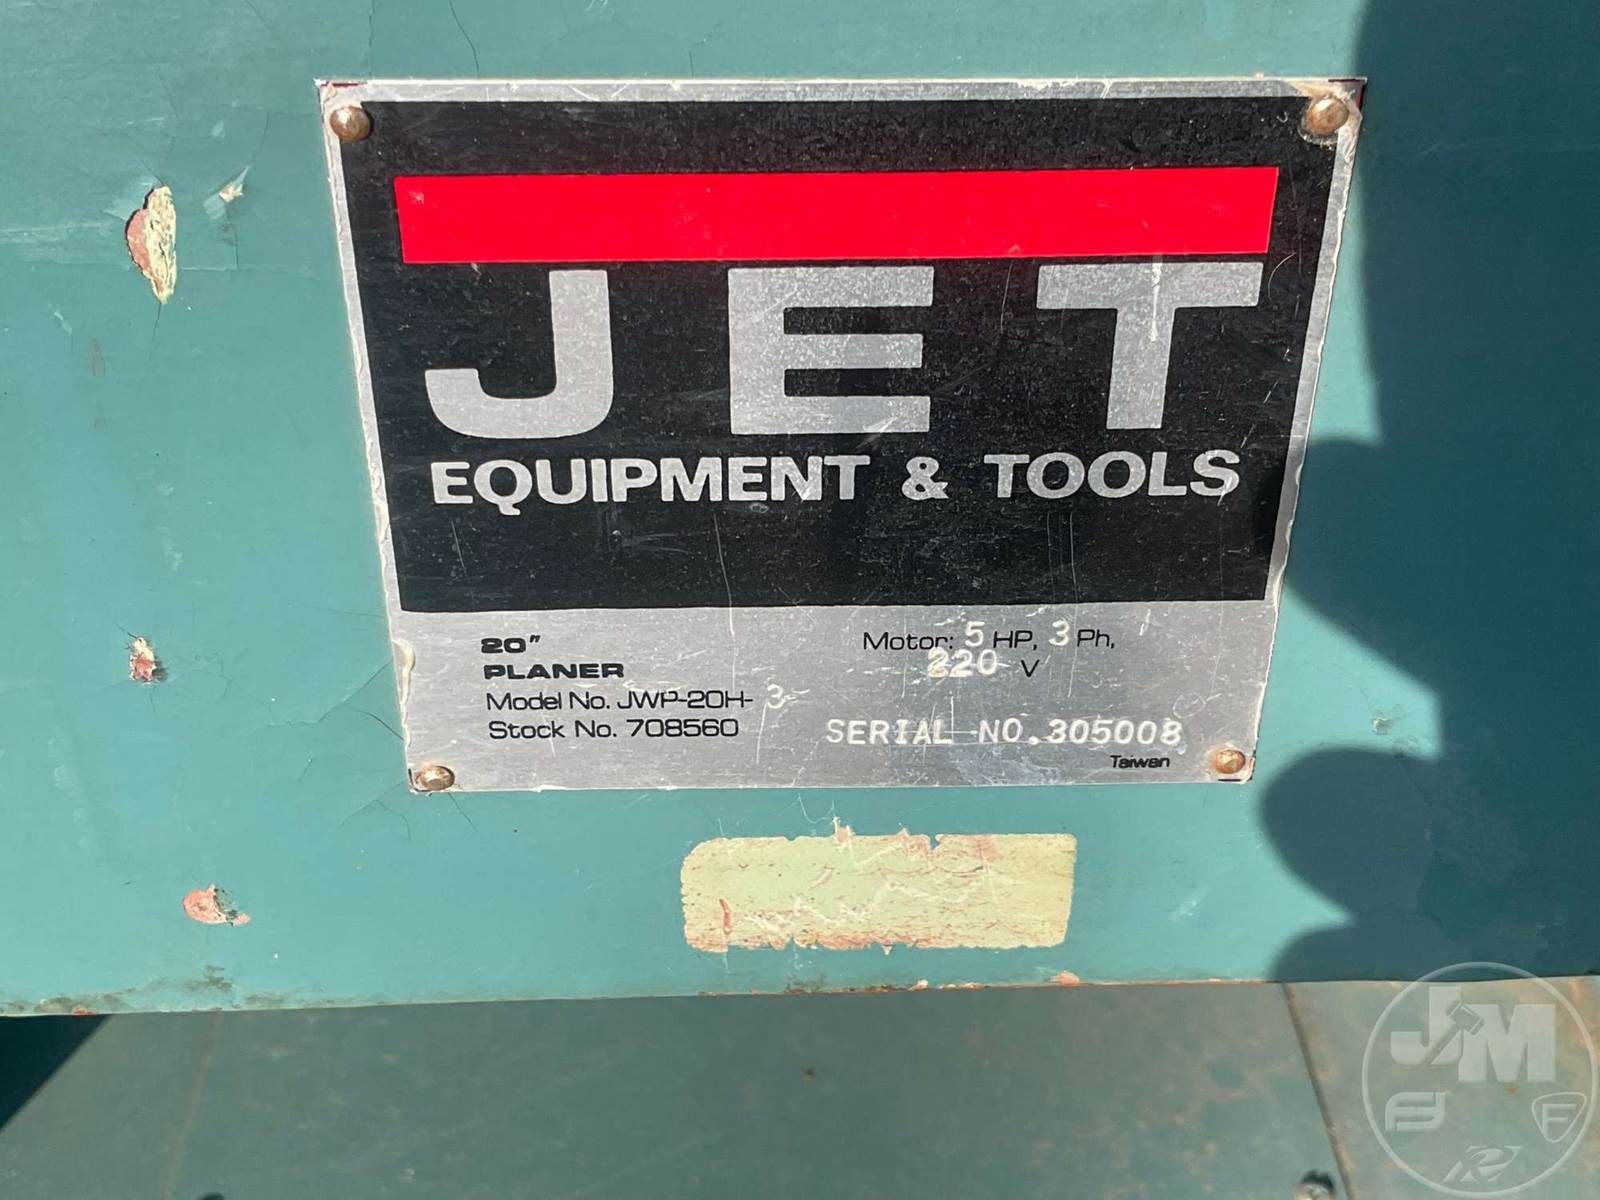 JET
EQUIPMENT & TOOLS
20"
PLANER
Model No. JWP-20H-3
Stock No. 708560
Motor: 5 HP, 3 Ph,
220 V
SERIAL NO. 305008
Taiwan
JM